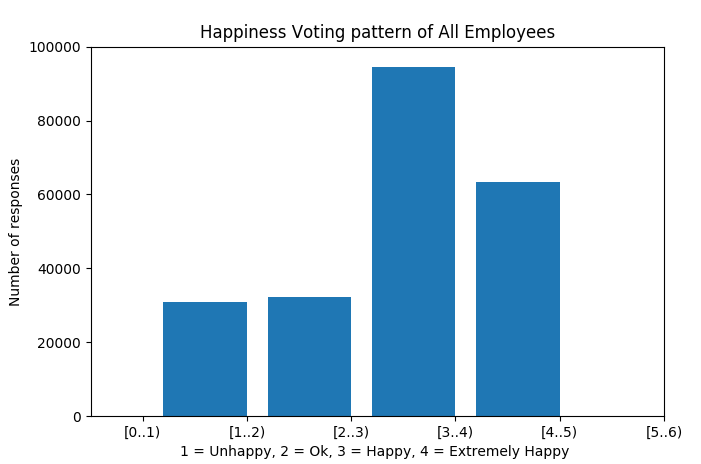 Happiness Voting pattern of All Employees
100000
80000
60000
40000
20000
0
Number of responses
[0..1) [1..2) [2..3) [3..4) [4..5) [5..6)
1 = Unhappy, 2 = Ok, 3 = Happy, 4 = Extremely Happy